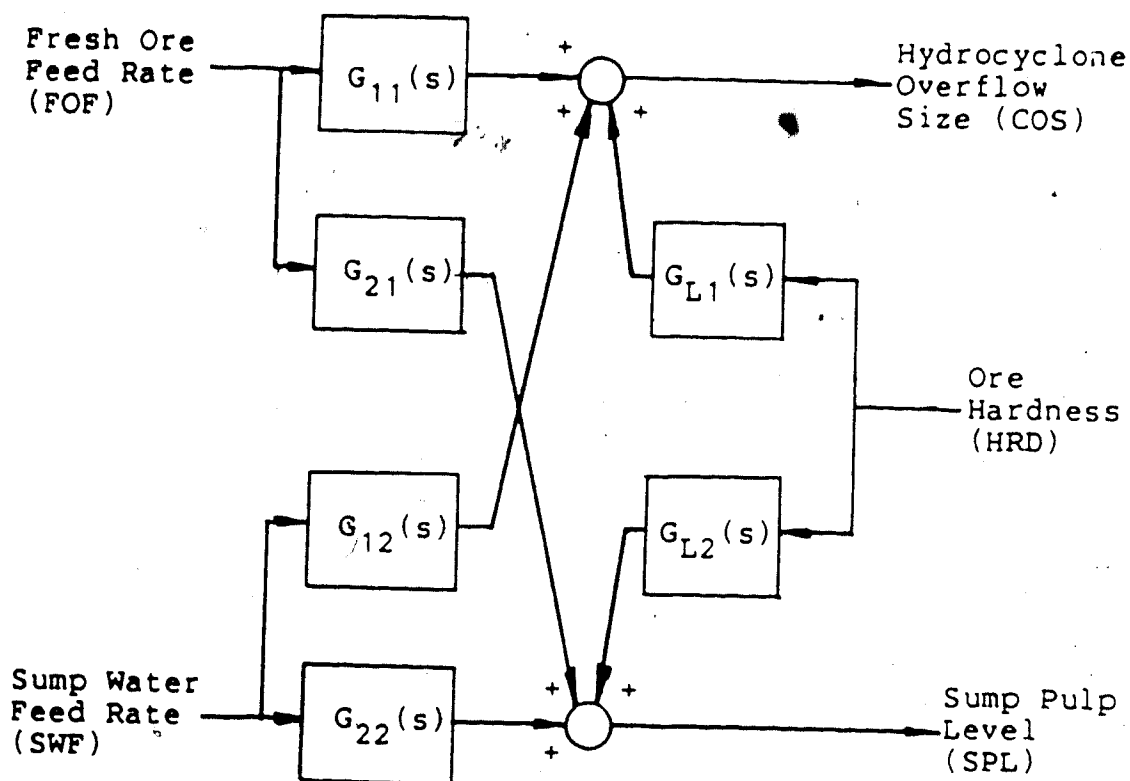 Fresh Ore
Feed Rate
(FOF)
G11(s)
+
+
+
Hydrocyclone
Overflow
Size (COS)
G21(s)
GL1(s)
Ore
Hardness
(HRD)
G12(s)
GL2(s)
Sump Water
Feed Rate
(SWF)
G22(s)
+
+
+
Sump Pulp
Level
(SPL)